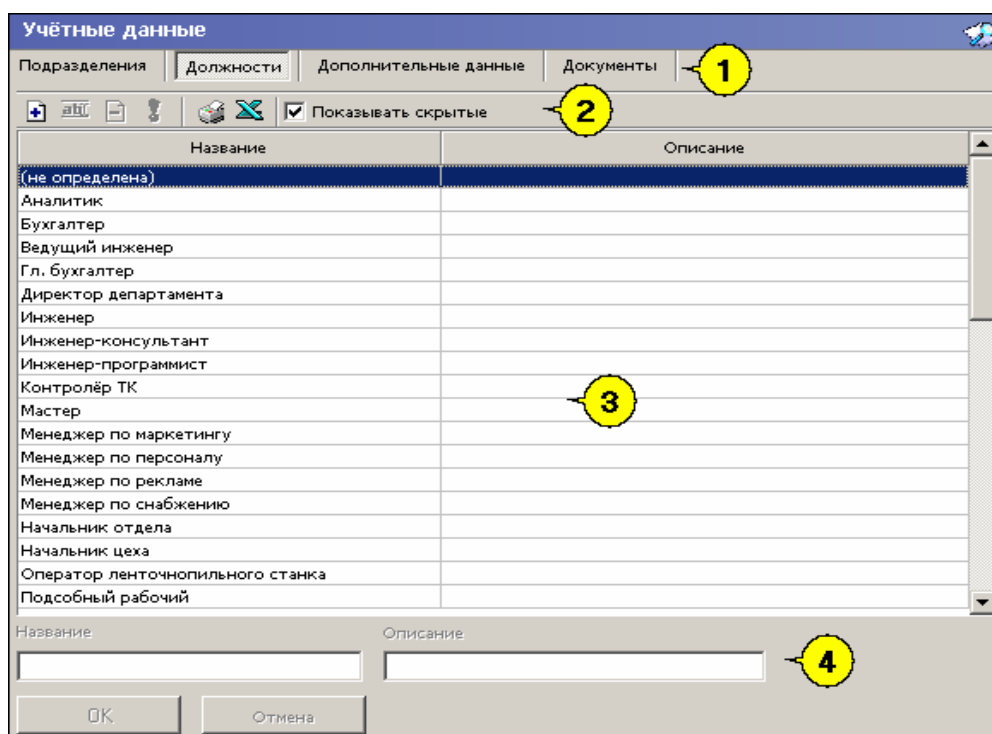 Учётные данные
Подразделения Должности Дополнительные данные Документы 1
abc Показывать скрытые 2
Название Описание
(не определена)
Аналитик
Бухгалтер
Ведущий инженер
Гл. бухгалтер
Директор департамента
Инженер
Инженер-консультант
Инженер-программист
Контролёр ТК
3
Мастер
Менеджер по маркетингу
Менеджер по персоналу
Менеджер по рекламе
Менеджер по снабжению
Начальник отдела
Начальник цеха
Оператор ленточнопильного станка
Подсобный рабочий
Название Описание
4
OK Отмена